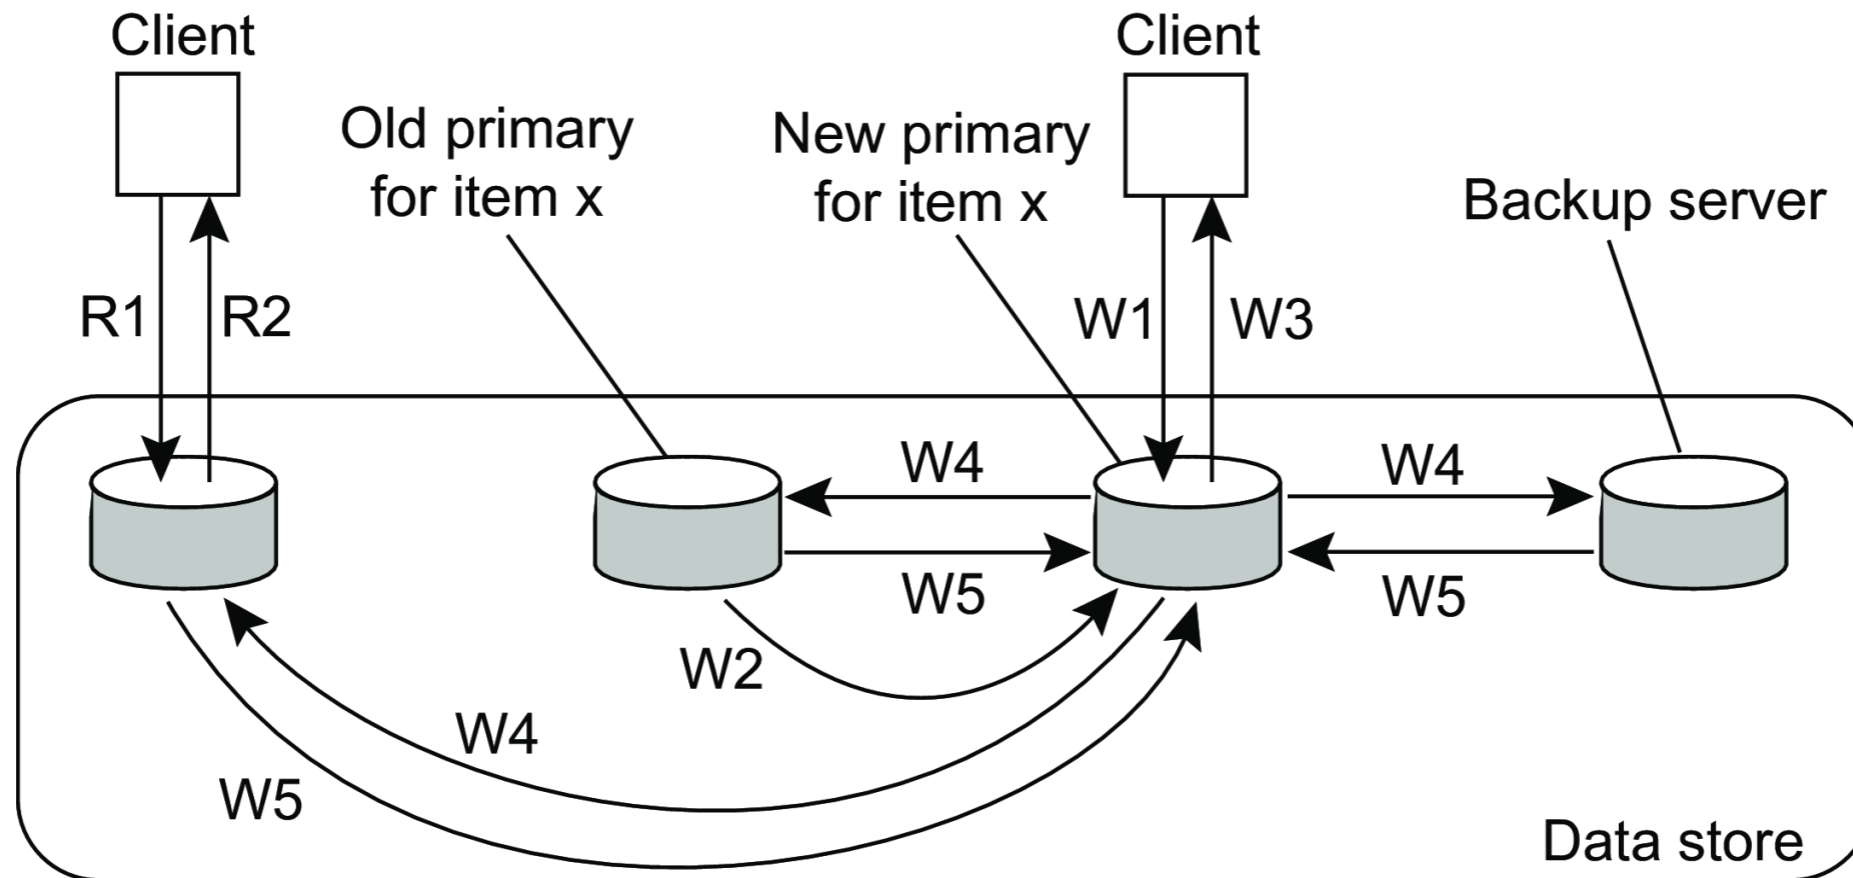 Client
Client
Old primary
for item x
New primary
for item x
Backup server
R1
R2
W1
W3
W4
W4
W5
W5
W2
W4
W5
Data store